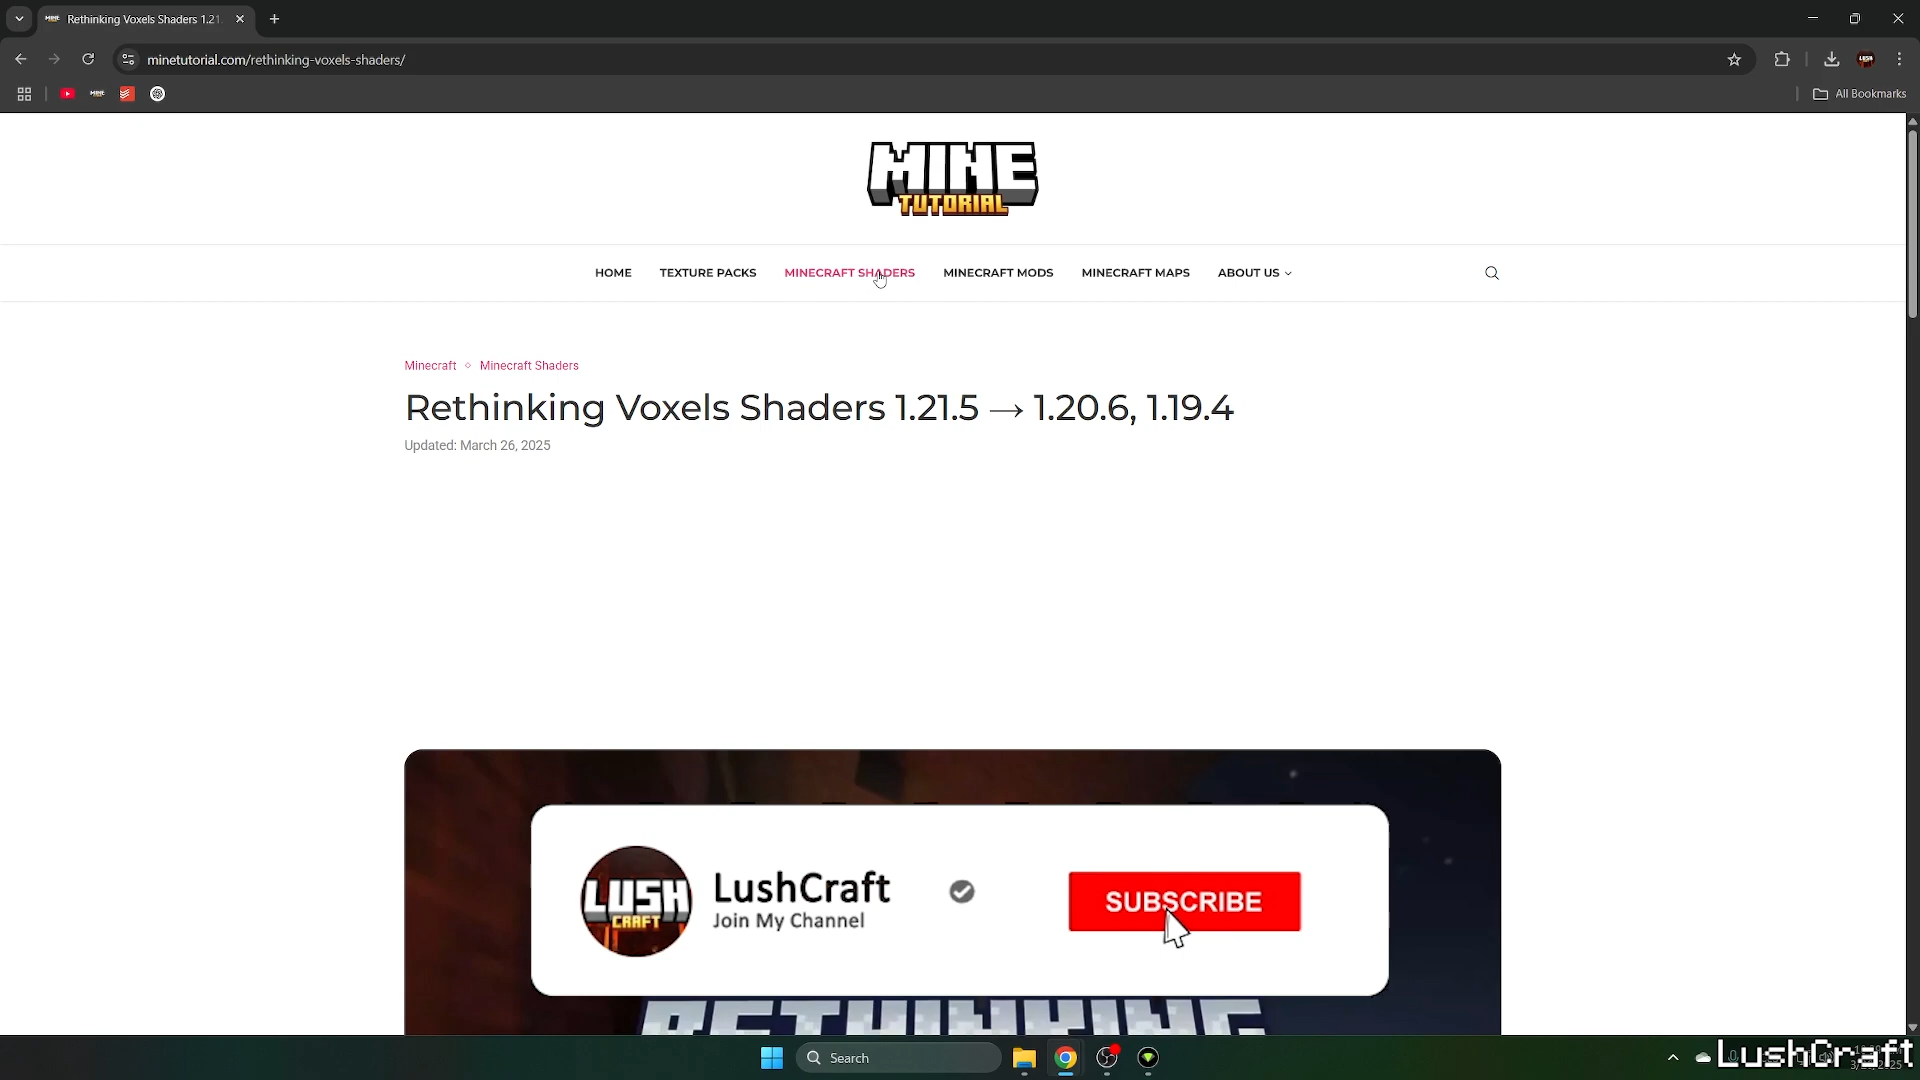 Rethinking Voxels Shaders 1.21.
minetutorial.com/rethinking-voxels-shaders/
All Bookmarks
MINE
TUTORIAL
HOME
TEXTURE PACKS
MINECRAFT SHADERS
MINECRAFT MODS
MINECRAFT MAPS
ABOUT US
Minecraft
Minecraft Shaders
Rethinking Voxels Shaders 1.21.5 → 1.20.6, 1.19.4
Updated: March 26, 2025
LUSH
CRAFT
LushCraft
Join My Channel
SUBSCRIBE
RETHINKING
Search
LushCraft